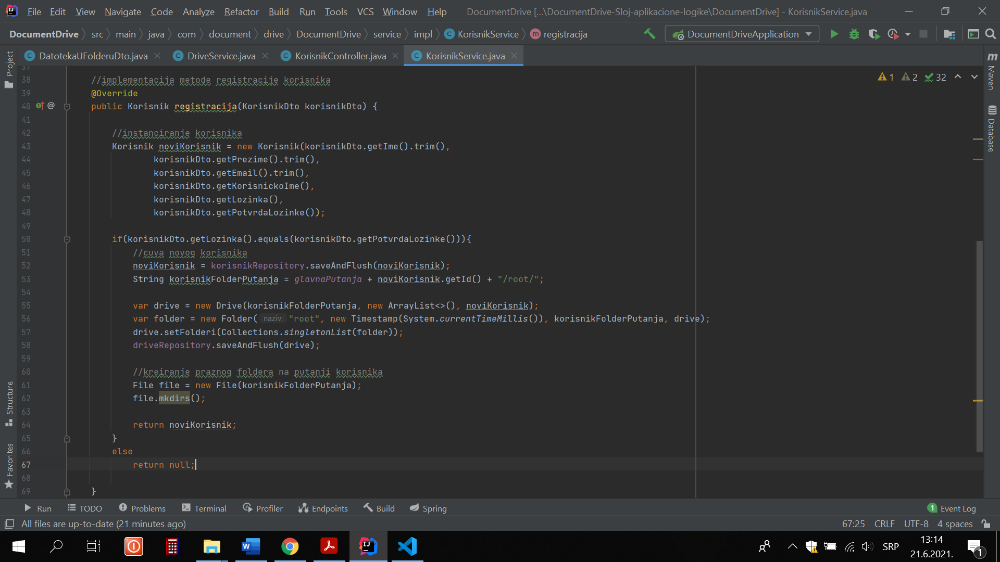 File Edit View Navigate Code Analyze Refactor Build Run Tools VCS Window Help DocumentDrive [...\DocumentDrive-Sloj-aplikacione-logike\DocumentDrive] - KorisnikService.java
DocumentDrive src main java com document drive DocumentDrive service impl KorisnikService registracija DocumentDriveApplication
DatotekaUFolderuDto.java DriveService.java KorisnikController.java KorisnikService.java
Project
Structure
Favorites
Maven
Database
1 2 32
37
38 //implementacija metode registracije korisnika
39 @Override
40 public Korisnik registracija(KorisnikDto korisnikDto) {
41
42 //instanciranje korisnika
43 Korisnik noviKorisnik = new Korisnik(korisnikDto.getIme().trim(),
44 korisnikDto.getPrezime().trim(),
45 korisnikDto.getEmail().trim(),
46 korisnikDto.getKorisnickoIme(),
47 korisnikDto.getLozinka(),
48 korisnikDto.getPotvrdaLozinke());
49
50 if(korisnikDto.getLozinka().equals(korisnikDto.getPotvrdaLozinke())){
51 //cuva novog korisnika
52 noviKorisnik = korisnikRepository.saveAndFlush(noviKorisnik);
53 String korisnikFolderPutanja = glavnaPutanja + noviKorisnik.getId() + "/root/";
54
55 var drive = new Drive(korisnikFolderPutanja, new ArrayList<>(), noviKorisnik);
56 var folder = new Folder( naziv: "root", new Timestamp(System.currentTimeMillis()), korisnikFolderPutanja, drive);
57 drive.setFolderi(Collections.singletonList(folder));
58 driveRepository.saveAndFlush(drive);
59
60 //kreiranje praznog foldera na putanji korisnika
61 File file = new File(korisnikFolderPutanja);
62 file.mkdirs();
63
64 return noviKorisnik;
65 }
66 else
67 return null;
68
69 }
Run TODO Problems Terminal Profiler Endpoints Build Spring 1 Event Log
All files are up-to-date (21 minutes ago) 67:25 CRLF UTF-8 4 spaces
SRP 13:14
21.6.2021. 1